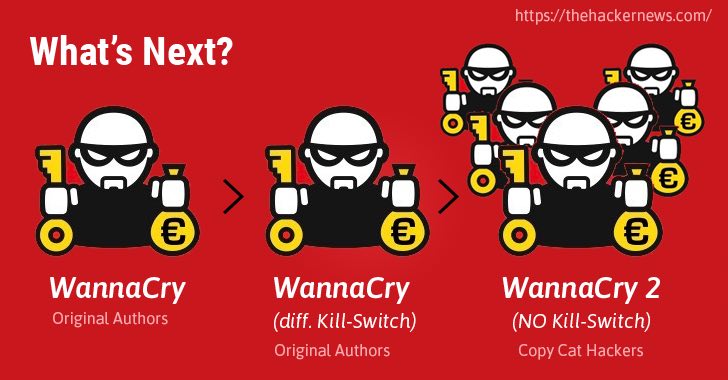 https://thehackernews.com/
What's Next?
€ € € € €
WannaCry WannaCry WannaCry 2
(diff. Kill-Switch) (NO Kill-Switch)
Original Authors Original Authors Copy Cat Hackers